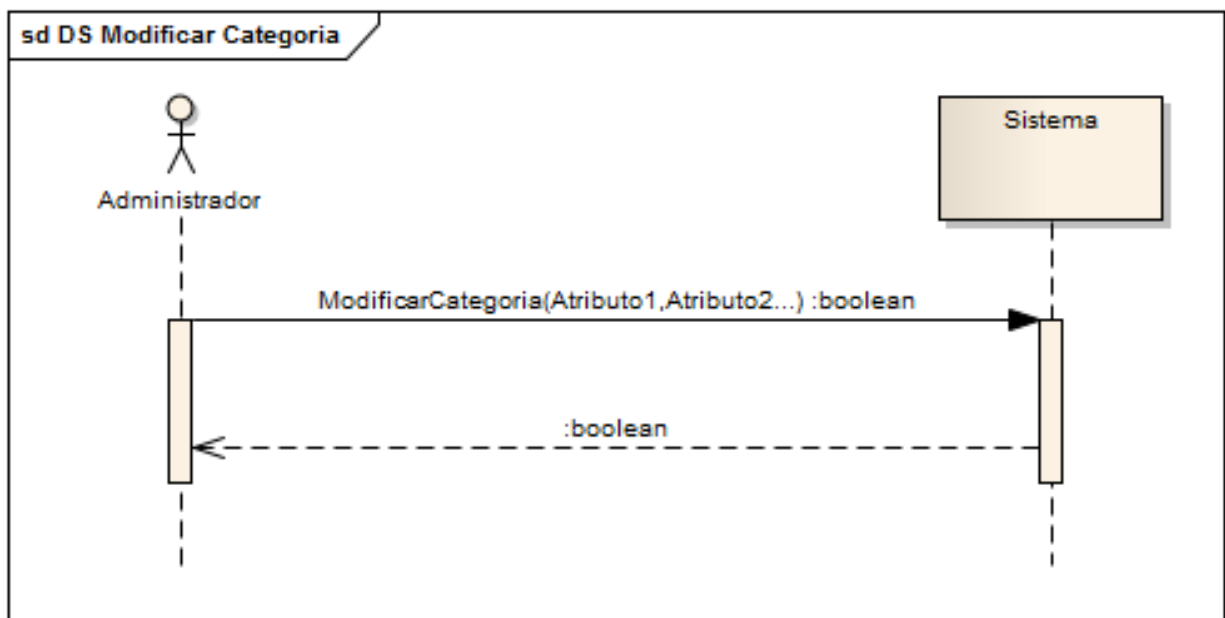 sd DS Modificar Categoria
Sistema
Administrador
ModificarCategoria(Atributo1,Atributo2...) :boolean
:boolean